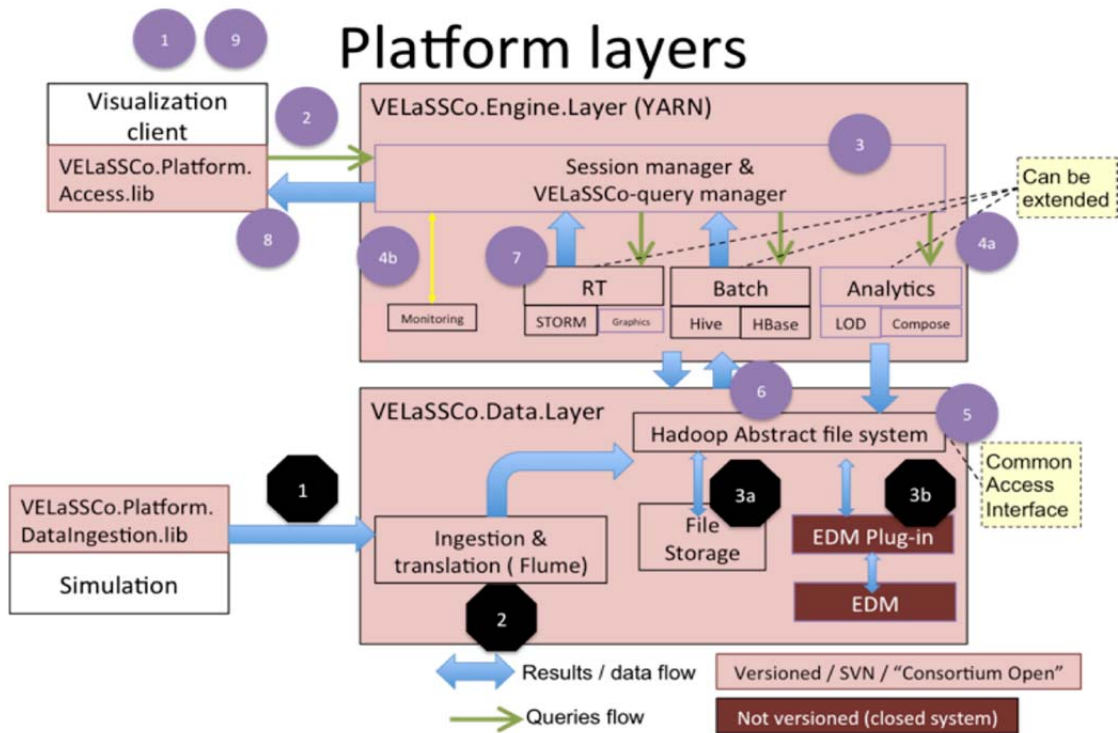 Platform layers
1
9
Visualization
client
VELaSSCo.Platform.
Access.lib
2
8
VELaSSCo.Engine.Layer (YARN)
3
Session manager &
VELaSSCo-query manager
Can be
extended
4b
7
4a
Monitoring
RT
STORM
Graphics
Batch
Hive
HBase
Analytics
LOD
Compose
6
VELaSSCo.Data.Layer
5
Hadoop Abstract file system
Common
Access
Interface
1
VELaSSCo.Platform.
DataIngestion.lib
Simulation
Ingestion &
translation ( Flume)
2
3a
File
Storage
3b
EDM Plug-in
EDM
Results / data flow
Versioned / SVN / “Consortium Open”
Queries flow
Not versioned (closed system)